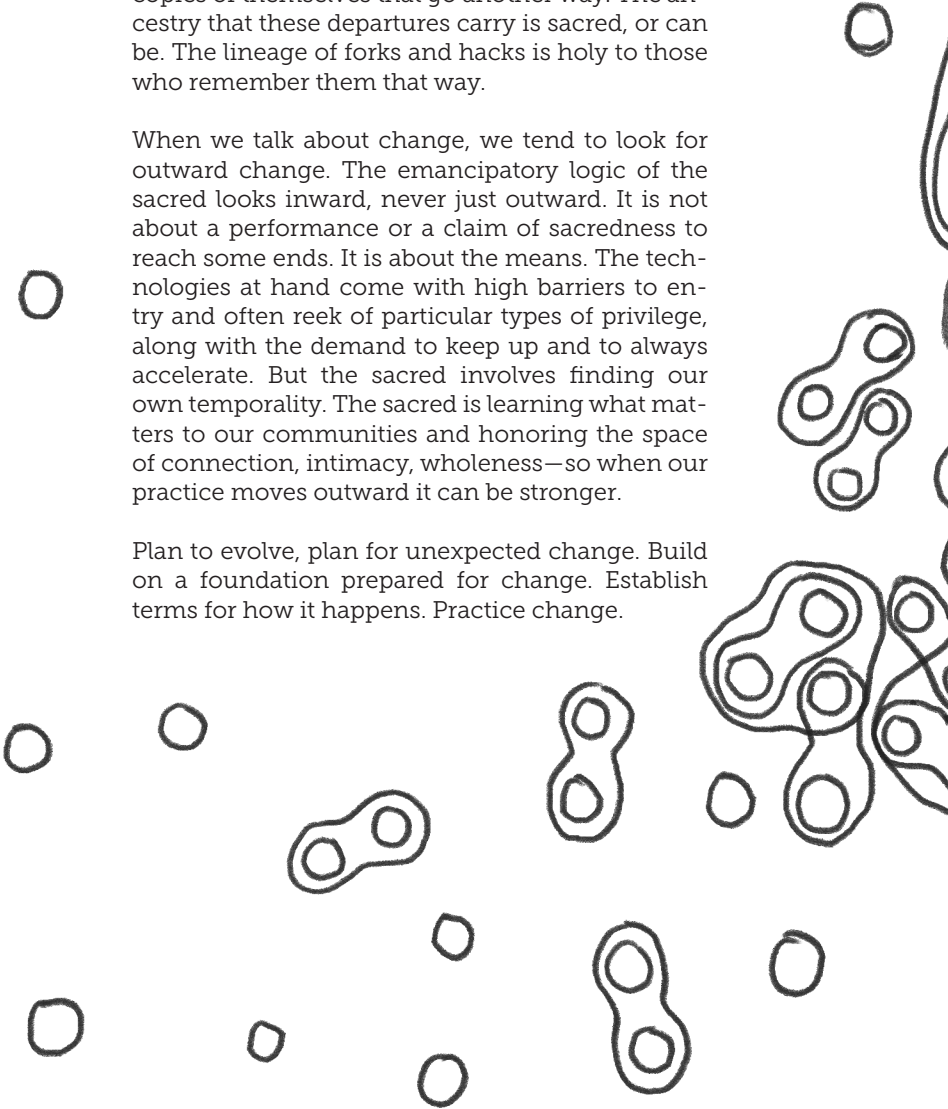 copies of themselves that go another way. The an-
cestry that these departures carry is sacred, or can
be. The lineage of forks and hacks is holy to those
who remember them that way.
When we talk about change, we tend to look for
outward change. The emancipatory logic of the
sacred looks inward, never just outward. It is not
about a performance or a claim of sacredness to
reach some ends. It is about the means. The tech-
nologies at hand come with high barriers to en-
try and often reek of particular types of privilege,
along with the demand to keep up and to always
accelerate. But the sacred involves finding our
own temporality. The sacred is learning what mat-
ters to our communities and honoring the space
of connection, intimacy, wholeness—so when our
practice moves outward it can be stronger.
Plan to evolve, plan for unexpected change. Build
on a foundation prepared for change. Establish
terms for how it happens. Practice change.